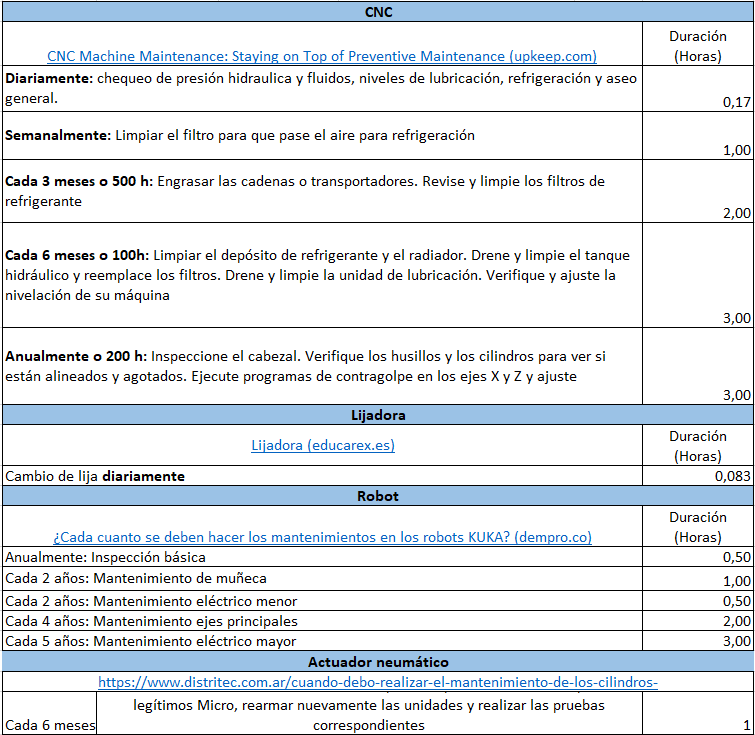 CNC
CNC Machine Maintenance: Staying on Top of Preventive Maintenance (upkeep.com)
Duración
(Horas)
Diariamente: chequeo de presión hidraulica y fluidos, niveles de lubricación, refrigeración y aseo
general.
0,17
Semanalmente: Limpiar el filtro para que pase el aire para refrigeración
1,00
Cada 3 meses o 500 h: Engrasar las cadenas o transportadores. Revise y limpie los filtros de
refrigerante
2,00
Cada 6 meses o 100h: Limpiar el depósito de refrigerante y el radiador. Drene y limpie el tanque
hidráulico y reemplace los filtros. Drene y limpie la unidad de lubricación. Verifique y ajuste la
nivelación de su máquina
3,00
Anualmente o 200 h: Inspeccione el cabezal. Verifique los husillos y los cilindros para ver si
están alineados y agotados. Ejecute programas de contragolpe en los ejes X y Z y ajuste
3,00
Lijadora
Lijadora (educarex.es)
Duración
(Horas)
Cambio de lija diariamente
0,083
Robot
¿Cada cuanto se deben hacer los mantenimientos en los robots KUKA? (dempro.co)
Duración
(Horas)
Anualmente: Inspección básica
0,50
Cada 2 años: Mantenimiento de muñeca
1,00
Cada 2 años: Mantenimiento eléctrico menor
0,50
Cada 4 años: Mantenimiento ejes principales
2,00
Cada 5 años: Mantenimiento eléctrico mayor
3,00
Actuador neumático
https://www.distritec.com.ar/cuando-debo-realizar-el-mantenimiento-de-los-cilindros-
legítimos Micro, rearmar nuevamente las unidades y realizar las pruebas
Cada 6 meses
correspondientes
1